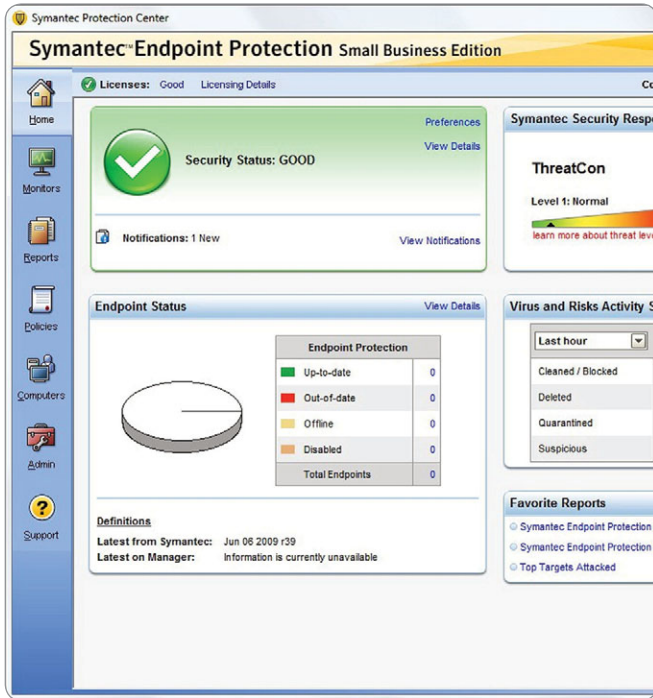 Symantec Protection Center
Symantec™ Endpoint Protection Small Business Edition
Licenses: Good Licensing Details
Home
Monitors
Reports
Policies
Computers
Admin
Support
Preferences
Security Status: GOOD
View Details
Notifications: 1 New
View Notifications
Endpoint Status
View Details
Endpoint Protection
Up-to-date 0
Out-of-date 0
Offline 0
Disabled 0
Total Endpoints 0
Definitions
Latest from Symantec: Jun 06 2009 r39
Latest on Manager: Information is currently unavailable
Symantec Security Resp
ThreatCon
Level 1: Normal
learn more about threat lev
Virus and Risks Activity S
Last hour
Cleaned / Blocked
Deleted
Quarantined
Suspicious
Favorite Reports
Symantec Endpoint Protection
Symantec Endpoint Protection
Top Targets Attacked